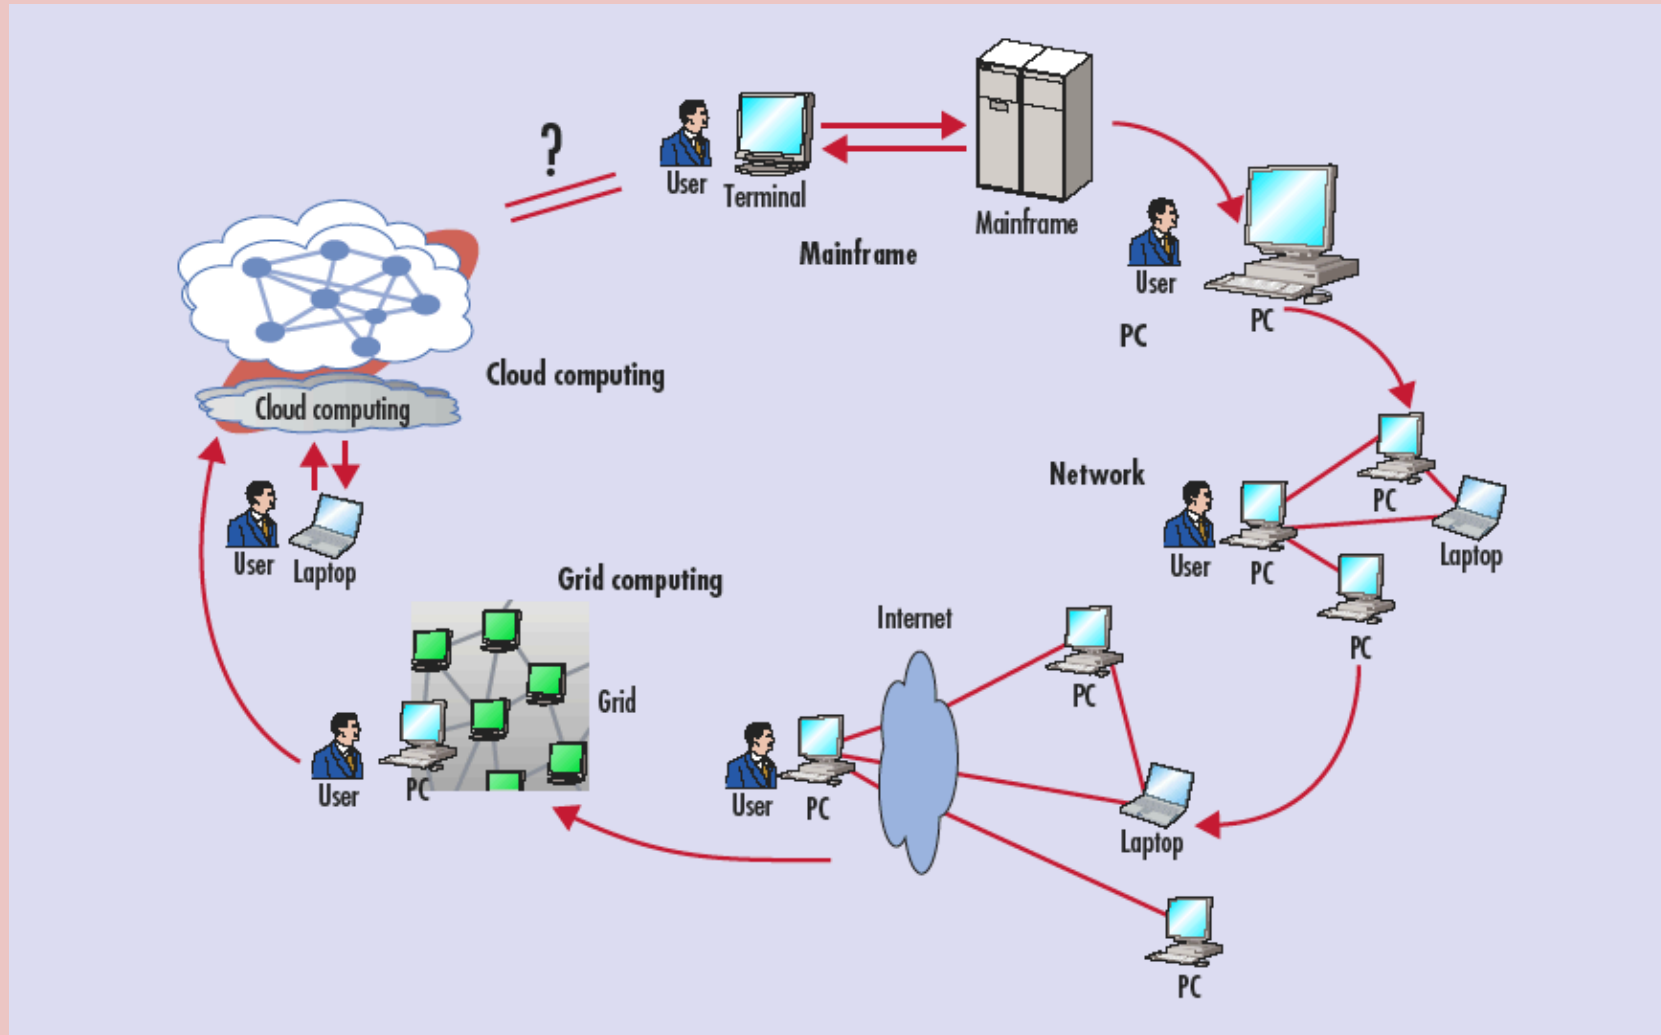 ?
User
Terminal
Mainframe
Mainframe
User
PC
PC
Cloud computing
Cloud computing
User
Laptop
Network
User
PC
PC
Laptop
PC
Internet
User
PC
PC
Laptop
PC
Grid computing
Grid
User
PC